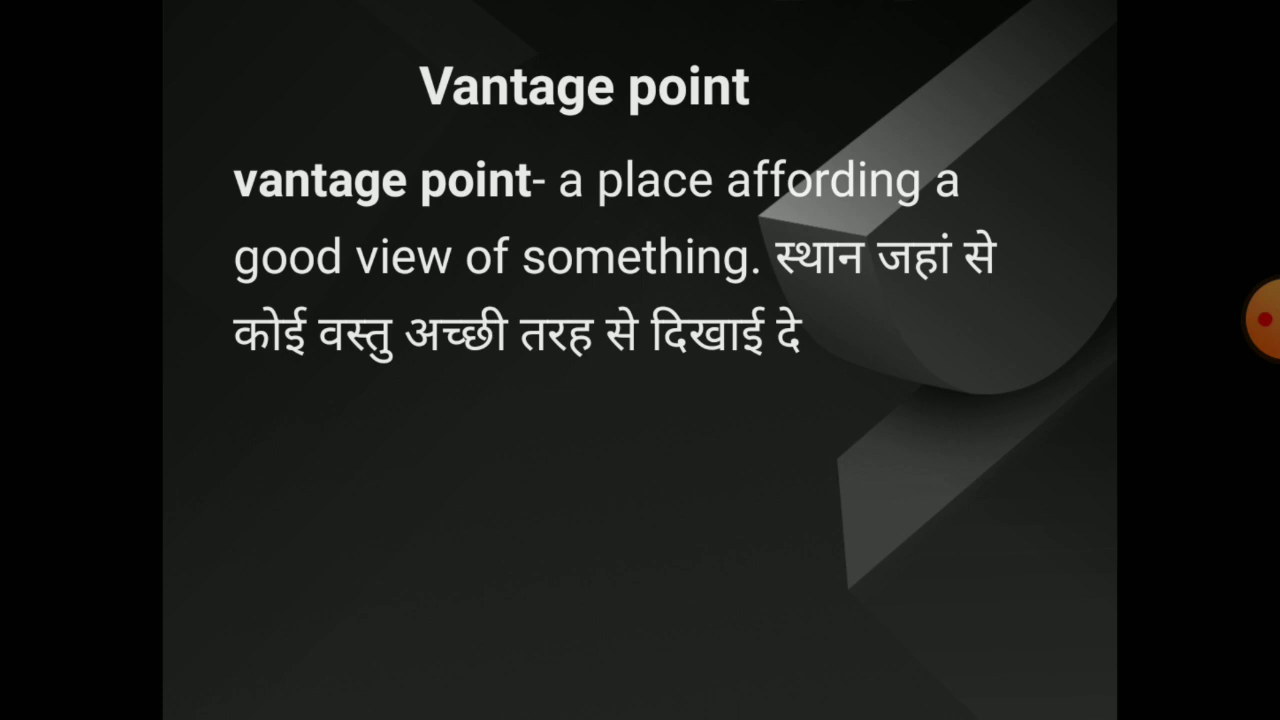 Vantage point
vantage point- a place affording a
good view of something. स्थान जहां से
कोई वस्तु अच्छी तरह से दिखाई दे